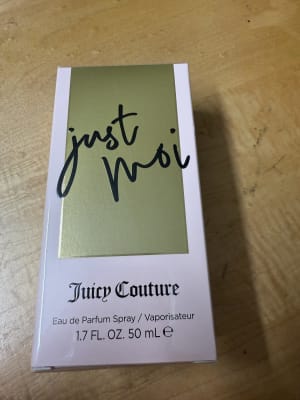 just
moi
Juicy Couture
Eau de Parfum Spray / Vaporisateur
1.7 FL. OZ. 50 mL ℮